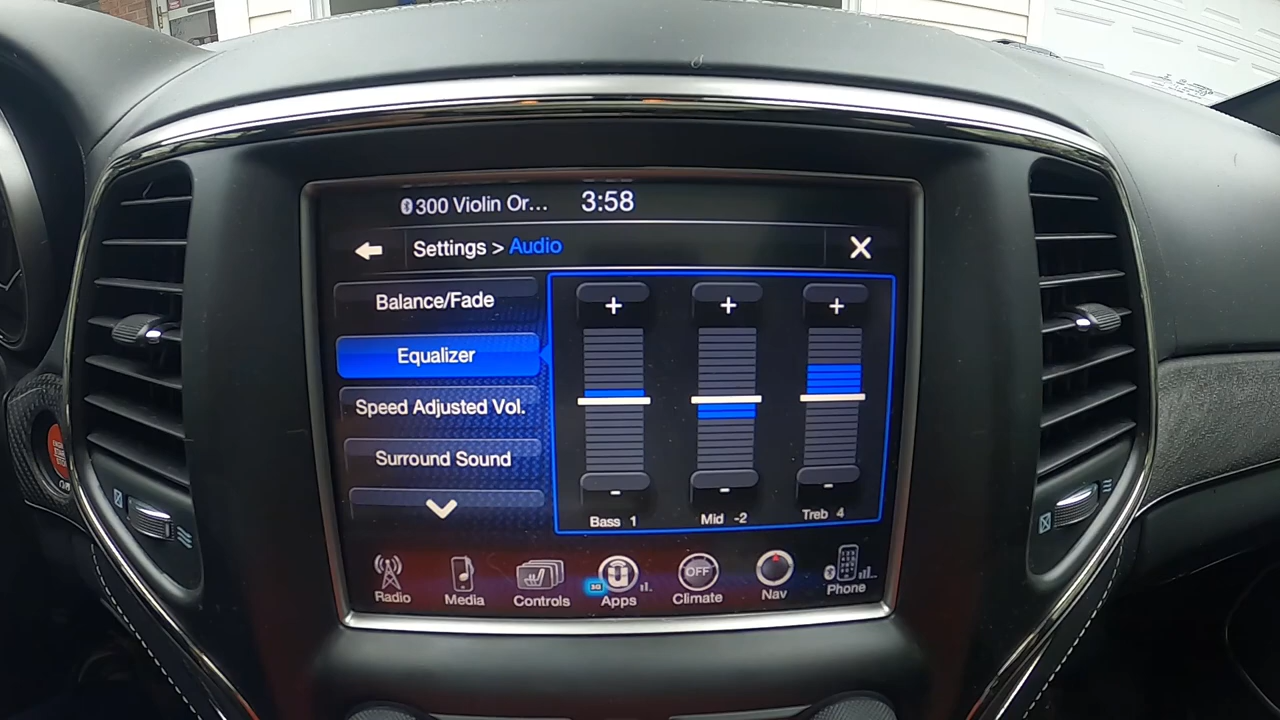 300 Violin Or... 3:58
Settings > Audio
Balance/Fade
Equalizer
Speed Adjusted Vol.
Surround Sound
+ + +
- - -
Bass 1 Mid -2 Treb 4
Radio Media Controls Apps Climate Nav Phone
OFF
3G